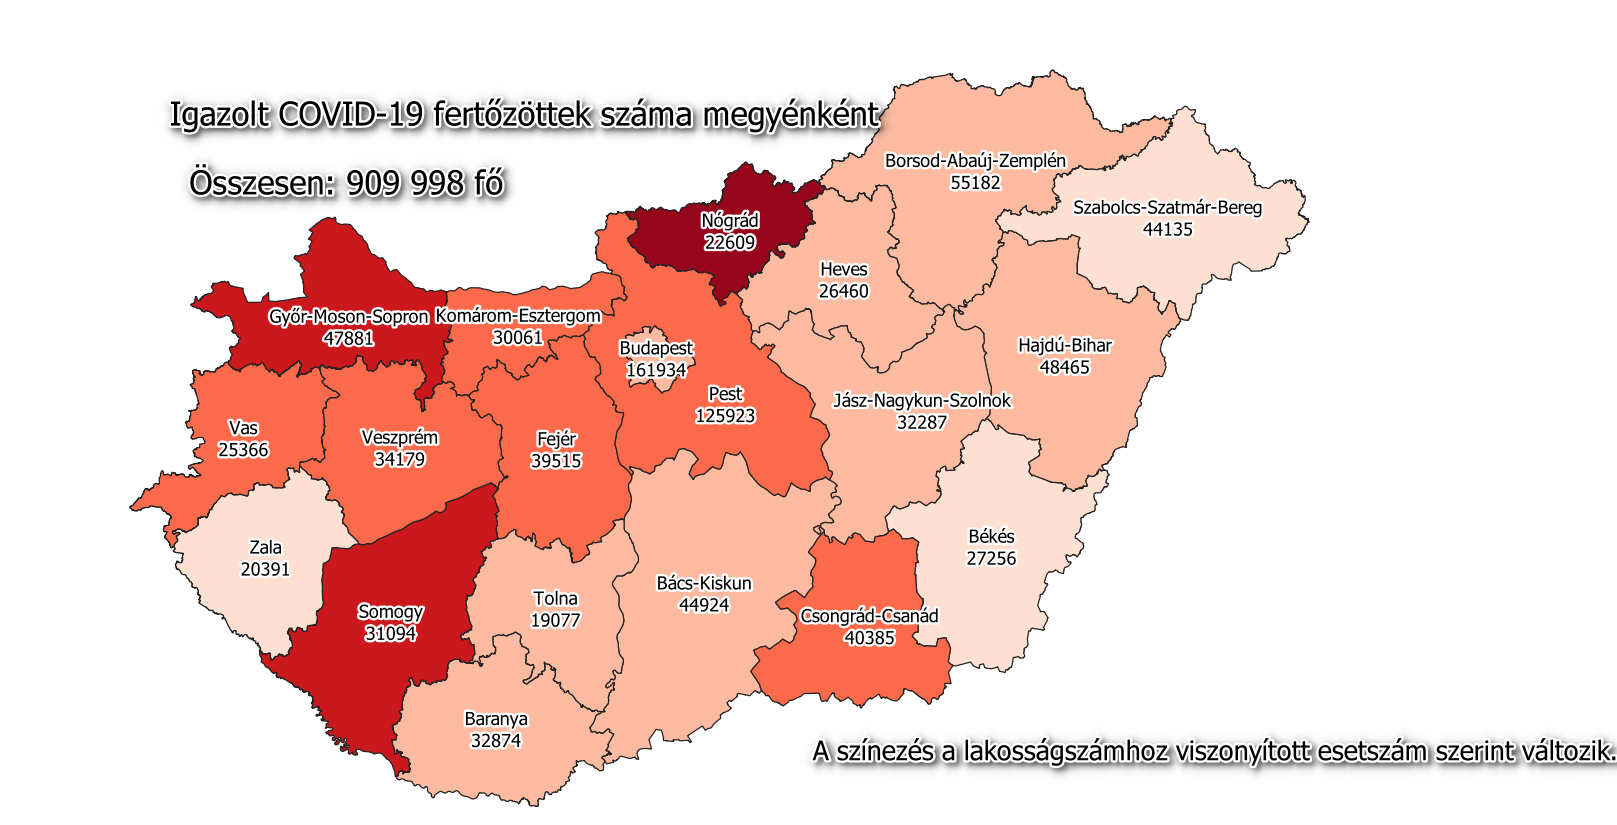 Igazolt COVID-19 fertőzöttek száma megyénként
Összesen: 909 998 fő
Borsod-Abaúj-Zemplén
55182
Szabolcs-Szatmár-Bereg
44135
Nógrád
22609
Heves
26460
Győr-Moson-Sopron
47881
Komárom-Esztergom
30061
Budapest
161934
Hajdú-Bihar
48465
Pest
125923
Jász-Nagykun-Szolnok
32287
Vas
25366
Veszprém
34179
Fejér
39515
Zala
20391
Békés
27256
Bács-Kiskun
44924
Tolna
19077
Somogy
31094
Csongrád-Csanád
40385
Baranya
32874
A színezés a lakosságszámhoz viszonyított esetszám szerint változik.